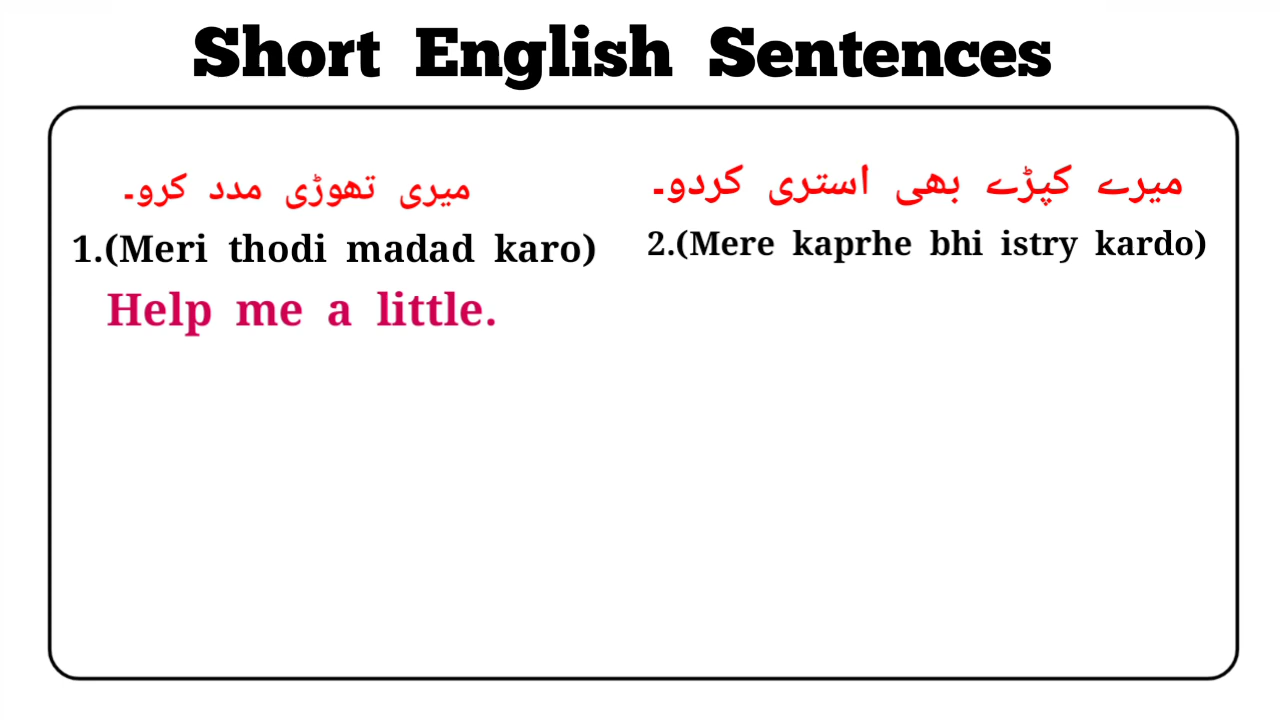 Short English Sentences
میری تھوڑی مدد کرو۔
1.(Meri thodi madad karo)
Help me a little.
میرے کپڑے بھی استری کردو۔
2.(Mere kaprhe bhi istry kardo)